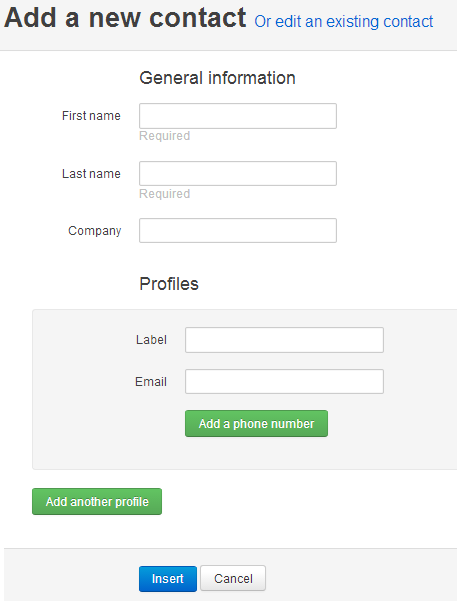 Add a new contact Or edit an existing contact
General information
First name
Required
Last name
Required
Company
Profiles
Label
Email
Add a phone number
Add another profile
Insert Cancel